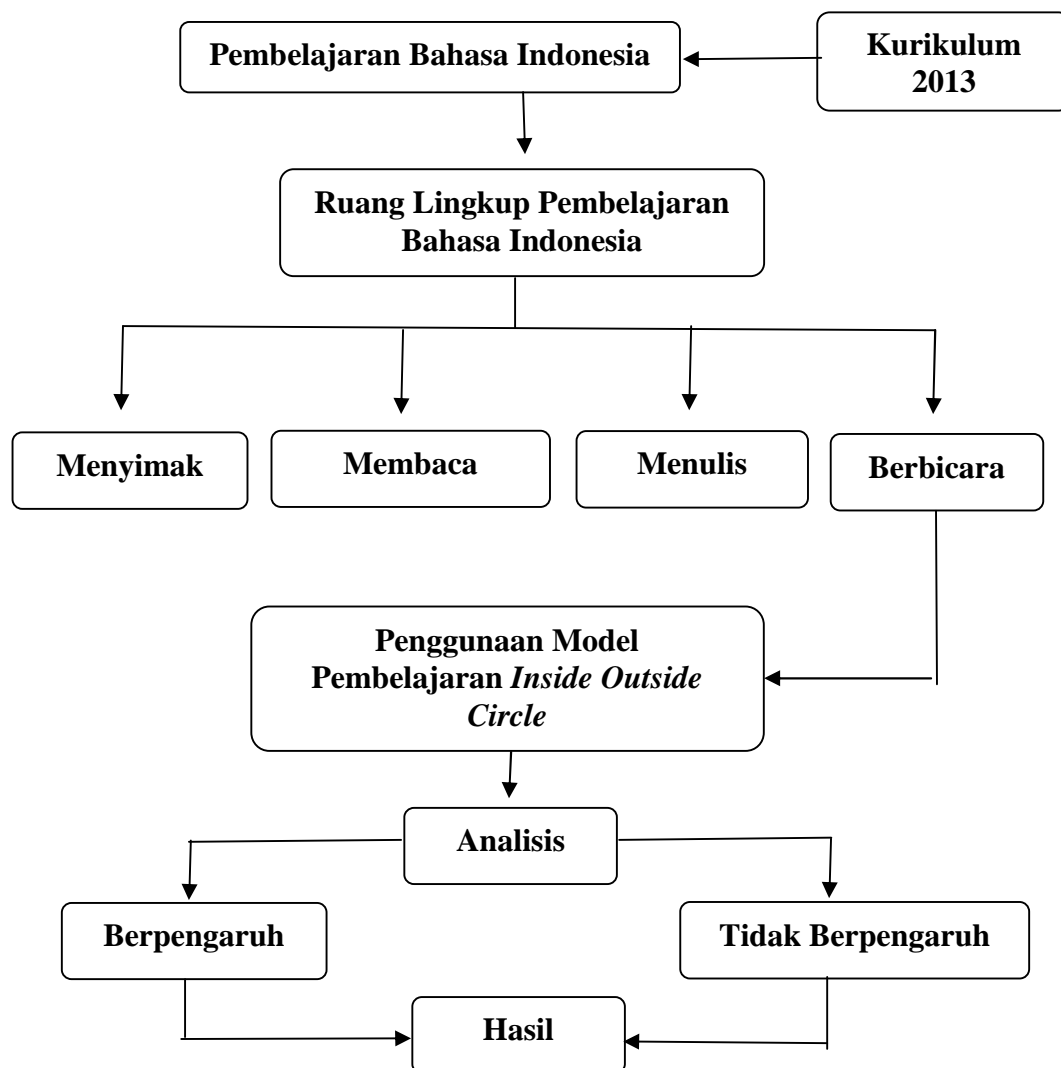 Pembelajaran Bahasa Indonesia
Kurikulum
2013
Ruang Lingkup Pembelajaran
Bahasa Indonesia
Menyimak
Membaca
Menulis
Berbicara
Penggunaan Model
Pembelajaran Inside Outside
Circle
Analisis
Berpengaruh
Tidak Berpengaruh
Hasil